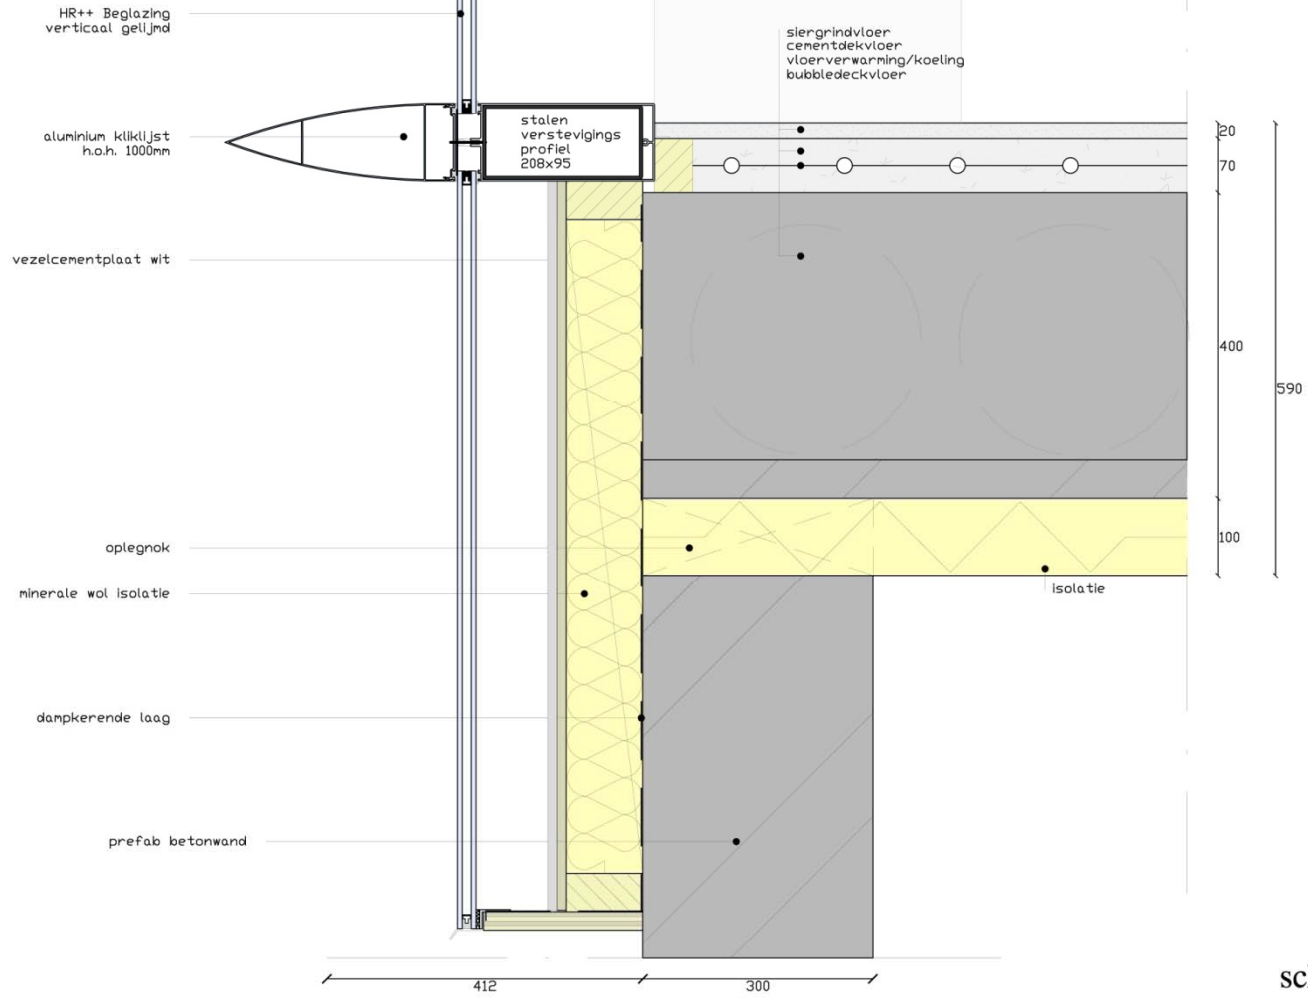 HR++ Beglazing
verticaal gelijmd
siergrindvloer
cementdekvloer
vloerverwarming/koeling
bubbledeckvloer
aluminium kliklijst
h.o.h. 1000mm
stalen
verstevigings
profiel
208x95
20
70
vezelcementplaat wit
400
590
oplegnok
100
minerale wol isolatie
isolatie
dampkerende laag
prefab betonwand
412
300